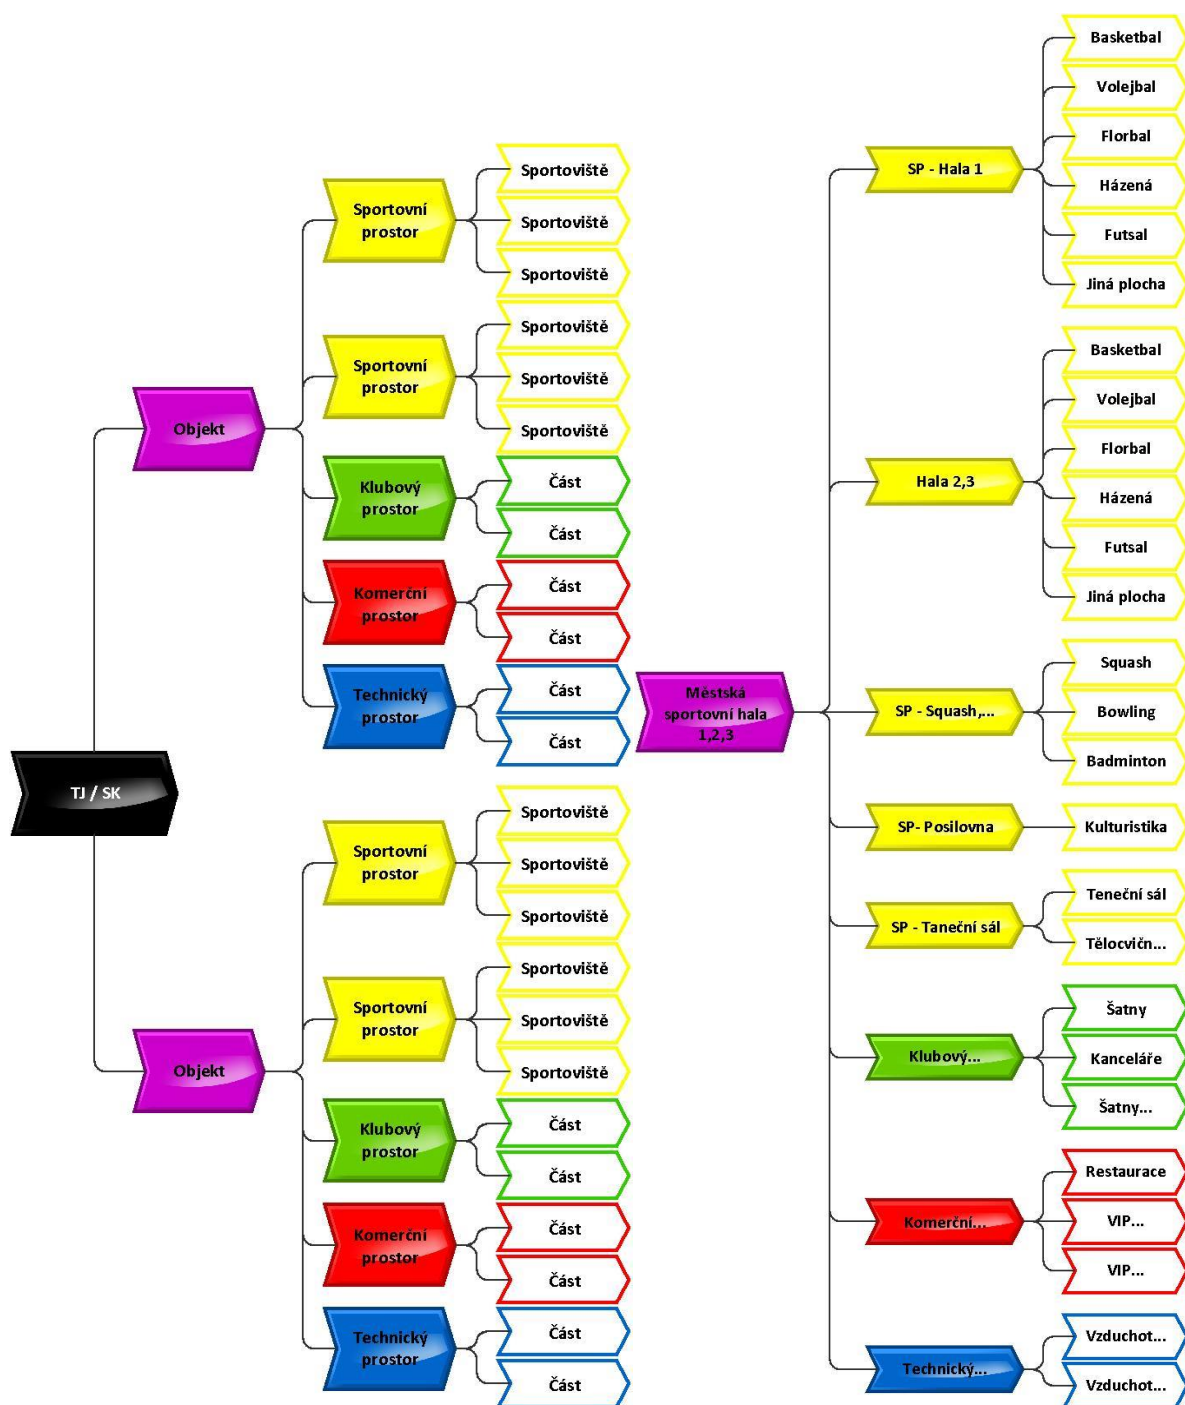 TJ / SK
Objekt
Sportovní
prostor
Sportoviště
Sportoviště
Sportoviště
Sportovní
prostor
Sportoviště
Sportoviště
Sportoviště
Klubový
prostor
Část
Část
Komerční
prostor
Část
Část
Technický
prostor
Část
Část
Objekt
Sportovní
prostor
Sportoviště
Sportoviště
Sportoviště
Sportovní
prostor
Sportoviště
Sportoviště
Sportoviště
Klubový
prostor
Část
Část
Komerční
prostor
Část
Část
Technický
prostor
Část
Část
Městská
sportovní hala
1,2,3
SP - Hala 1
Basketbal
Volejbal
Florbal
Házená
Futsal
Jiná plocha
Hala 2,3
Basketbal
Volejbal
Florbal
Házená
Futsal
Jiná plocha
SP - Squash,...
Squash
Bowling
Badminton
SP- Posilovna
Kulturistika
SP - Taneční sál
Teneční sál
Tělocvičn...
Klubový...
Šatny
Kanceláře
Šatny...
Komerční...
Restaurace
VIP...
VIP...
Technický...
Vzduchot...
Vzduchot...